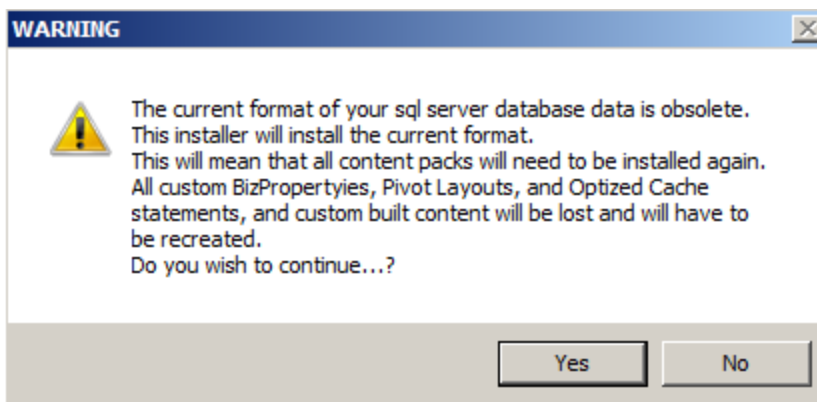 WARNING
The current format of your sql server database data is obsolete.
This installer will install the current format.
This will mean that all content packs will need to be installed again.
All custom BizPropertyies, Pivot Layouts, and Optized Cache
statements, and custom built content will be lost and will have to
be recreated.
Do you wish to continue...?
Yes
No